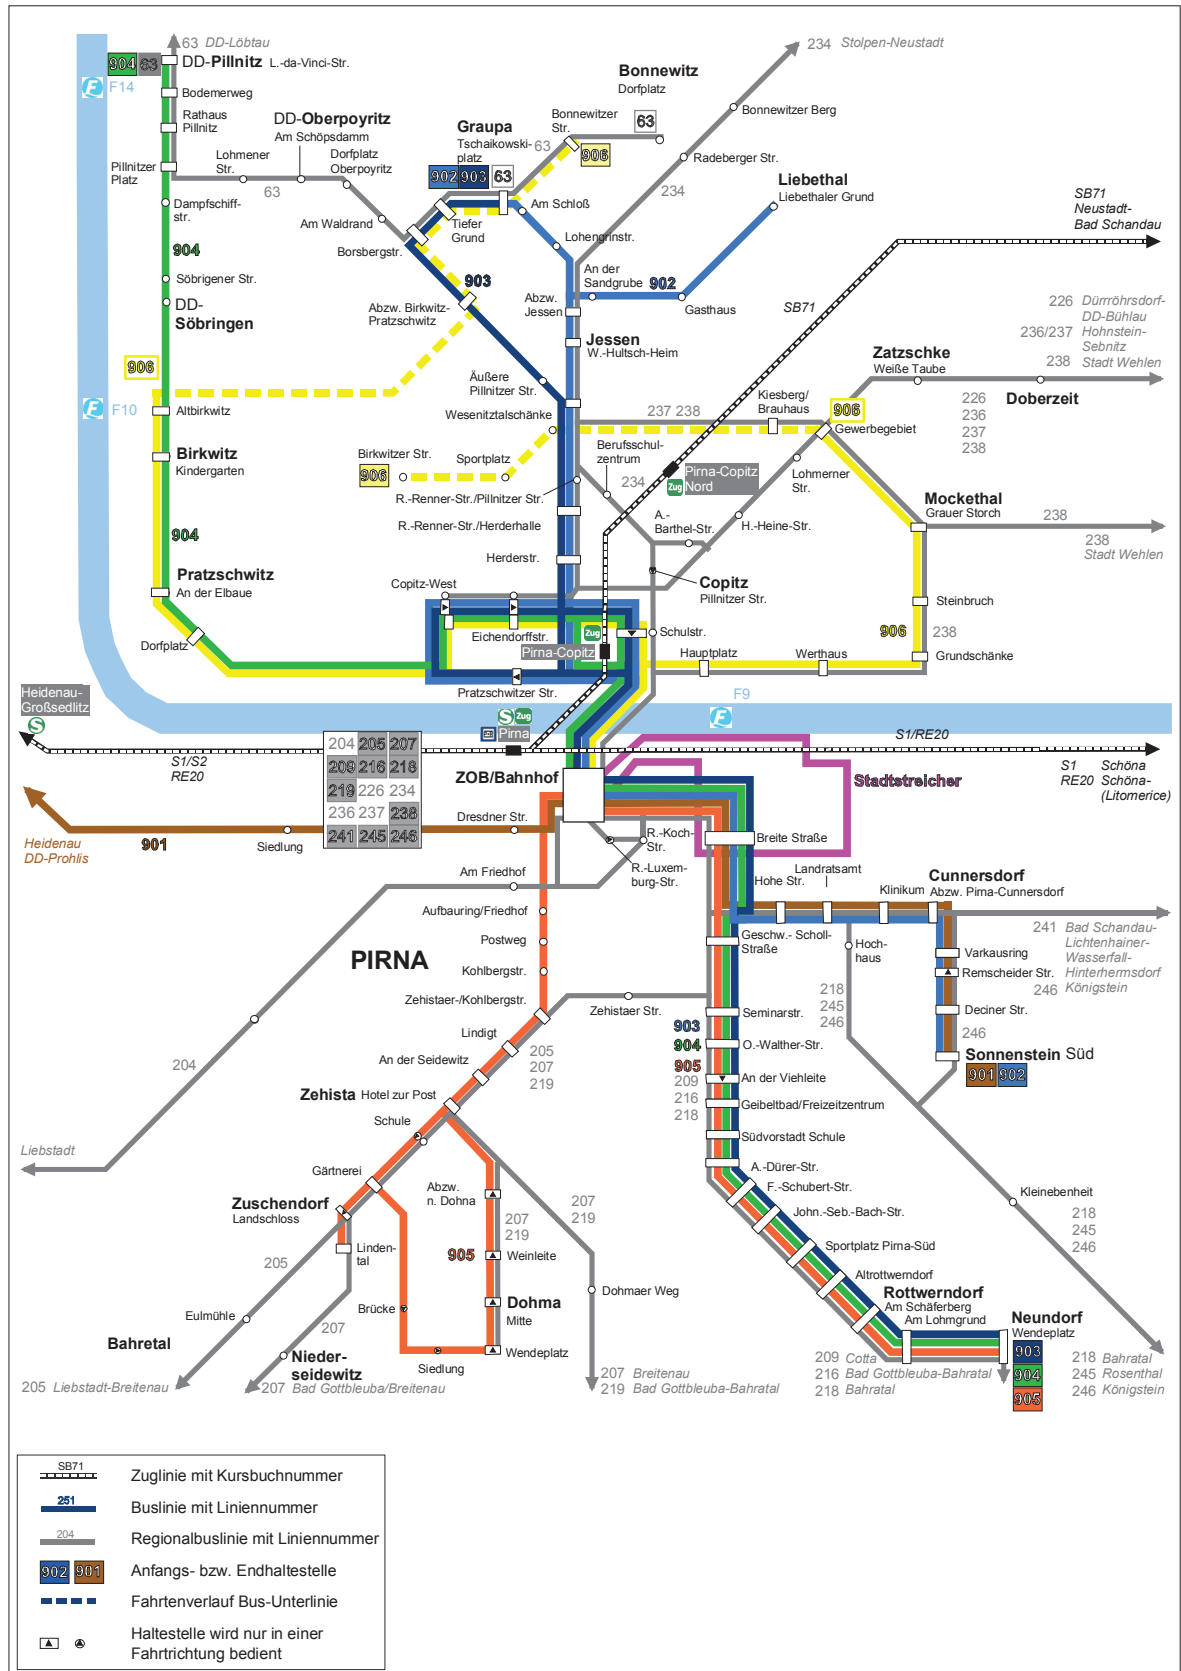 63 DD-Löbtau
904 63 DD-Pillnitz L.-da-Vinci-Str.
F14
Bodemerweg
Rathaus
Pillnitz
Pillnitzer
Platz
Lohmener
Str.
63
DD-Oberpoyritz
Am Schöpsdamm
Dorfplatz
Oberpoyritz
Am Waldrand
Borsbergstr.
Dampfschiff-
str.
904
Söbrigener Str.
DD-
Söbringen
906
F10
Altbirkwitz
Birkwitz
Kindergarten
904
Pratzschwitz
An der Elbaue
Dorfplatz
Graupa
Tschaikowski-
platz
902 903 63
63
Tiefer
Grund
Bonnewitz
Dorfplatz
Bonnewitzer
Str.
63
906
234 Stolpen-Neustadt
Bonnewitzer Berg
Radeberger Str.
234
Am Schloß
Lohengrinstr.
Liebethal
Liebethaler Grund
An der
Sandgrube
902
Gasthaus
Abzw.
Jessen
Jessen
W.-Hultsch-Heim
903
Abzw. Birkwitz-
Pratzschwitz
Äußere
Pillnitzer Str.
Wesenitztalschänke
Birkwitzer Str.
906
Sportplatz
R.-Renner-Str./Pillnitzer Str.
R.-Renner-Str./Herderhalle
Herderstr.
SB71
Neustadt-
Bad Schandau
SB71
226 Dürrröhrsdorf-
DD-Bühlau
236/237 Hohnstein-
Sebnitz
238 Stadt Wehlen
Zatzschke
Weiße Taube
Doberzeit
226
236
237
238
Kiesberg/
Brauhaus
906
Gewerbegebiet
237 238
Berufsschul-
zentrum
234
Zug
Pirna-Copitz
Nord
Lohmerner
Str.
H.-Heine-Str.
A.-
Barthel-Str.
Copitz
Pillnitzer Str.
Mockethal
Grauer Storch
238
238
Stadt Wehlen
Steinbruch
906
238
Grundschänke
Werthaus
Hauptplatz
Schulstr.
Copitz-West
Eichendorffstr.
Zug
Pirna-Copitz
Pratzschwitzer Str.
F9
Heidenau-
Großsedlitz
S
S Zug
Pirna
S1/S2
RE20
S1/RE20
S1
RE20
Schöna
Schöna-
(Litomerice)
204 205 207
209 216 218
219 226 234
236 237 238
241 245 246
ZOB/Bahnhof
Stadtstreicher
Heidenau
DD-Prohlis
901
Siedlung
Dresdner Str.
R.-Koch-
Str.
R.-Luxem-
burg-Str.
Breite Straße
Am Friedhof
Aufbauring/Friedhof
Postweg
Kohlbergstr.
Zehistaer-/Kohlbergstr.
PIRNA
Hohe Str.
Landratsamt
Klinikum
Cunnersdorf
Abzw. Pirna-Cunnersdorf
241 Bad Schandau-
Lichtenhainer-
Wasserfall-
Hinterhermsdorf
246 Königstein
Geschw.- Scholl-
Straße
Hoch-
haus
Varkausring
Remscheider Str.
Deciner Str.
246
Sonnenstein Süd
901 902
218
245
246
Zehistaer Str.
Seminarstr.
903
904
905
209
216
218
O.-Walther-Str.
An der Viehleite
Geibeltbad/Freizeitzentrum
Südvorstadt Schule
A.-Dürer-Str.
F.-Schubert-Str.
John.-Seb.-Bach-Str.
Sportplatz Pirna-Süd
Altrottwerndorf
Rottwerndorf
Am Schäferberg
Am Lohmgrund
Neundorf
Wendeplatz
903
904
905
Kleinebenheit
218
245
246
218 Bahratal
245 Rosenthal
246 Königstein
209 Cotta
216 Bad Gottleuba-Bahratal
218 Bahratal
Lindigt
205
207
219
An der Seidewitz
Zehista Hotel zur Post
Schule
204
Liebstadt
Gärtnerei
Zuschendorf
Landschloss
Linden-
tal
Abzw.
n. Dohna
207
219
207
219
905
Weinleite
Dohma
Mitte
Wendeplatz
Brücke
Siedlung
Dohmaer Weg
205
Eulmühle
Bahretal
207
Nieder-
seidewitz
205 Liebstadt-Breitenau
207 Bad Gottbleuba/Breitenau
207 Breitenau
219 Bad Gottbleuba-Bahratal
SB71 Zuglinie mit Kursbuchnummer
251 Buslinie mit Liniennummer
204 Regionalbuslinie mit Liniennummer
902 901 Anfangs- bzw. Endhaltestelle
Fahrtenverlauf Bus-Unterlinie
Haltestelle wird nur in einer
Fahrtrichtung bedient